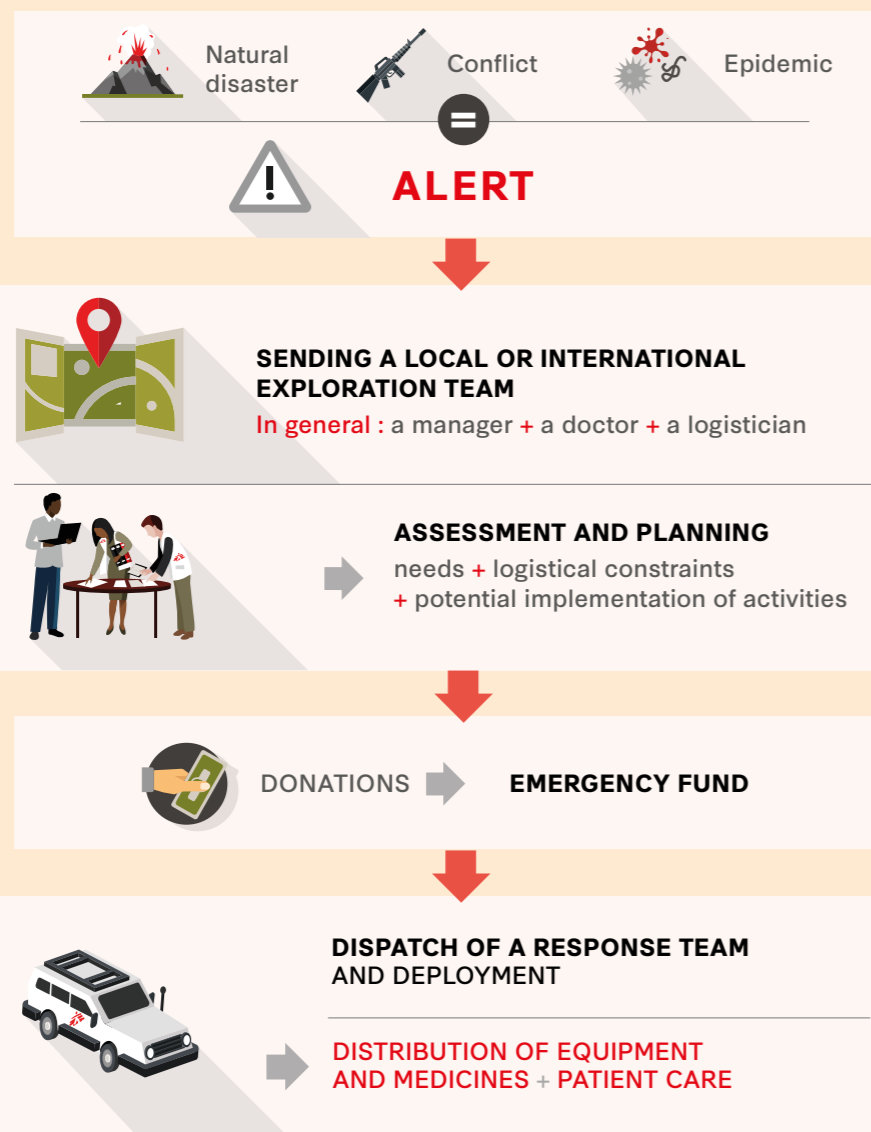 Natural
disaster
Conflict
Epidemic
ALERT
SENDING A LOCAL OR INTERNATIONAL
EXPLORATION TEAM
In general : a manager + a doctor + a logistician
ASSESSMENT AND PLANNING
needs + logistical constraints
+ potential implementation of activities
DONATIONS
EMERGENCY FUND
DISPATCH OF A RESPONSE TEAM
AND DEPLOYMENT
DISTRIBUTION OF EQUIPMENT
AND MEDICINES + PATIENT CARE